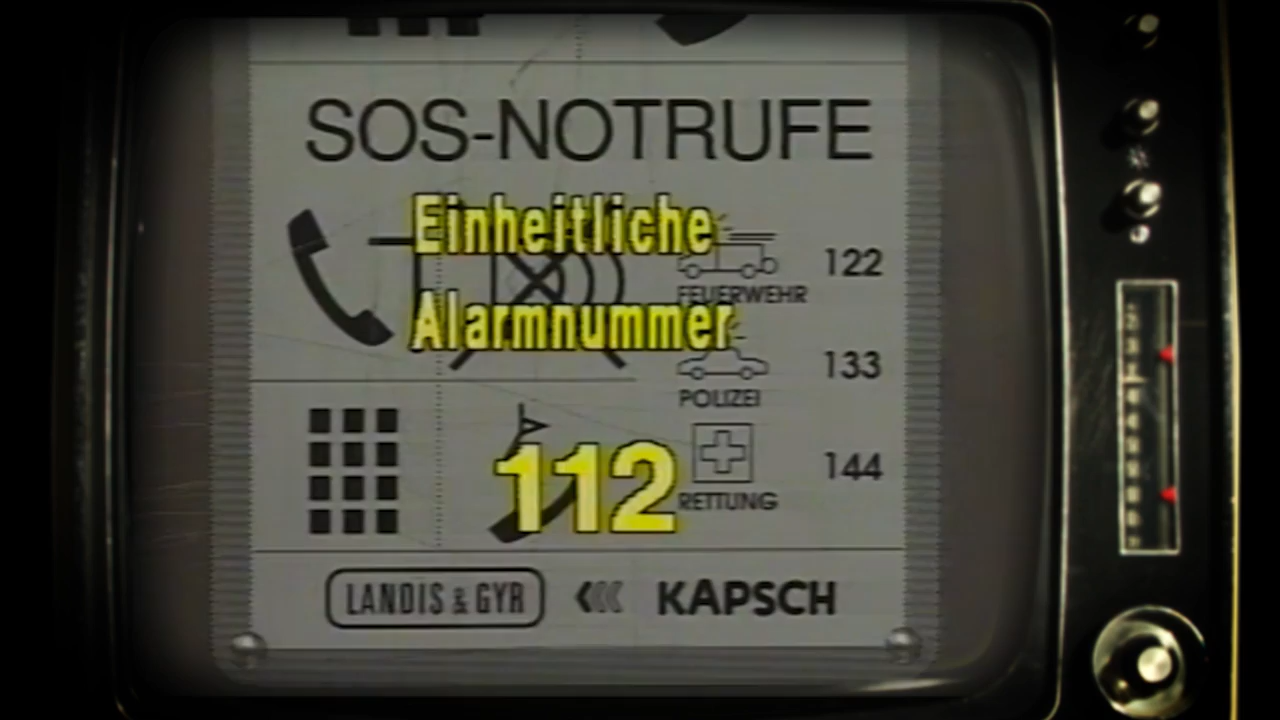 SOS-NOTRUFE
Einheitliche
Alarmnummer
112
FEUERWEHR 122
POLIZEI 133
RETTUNG 144
LANDIS & GYR KAPSCH